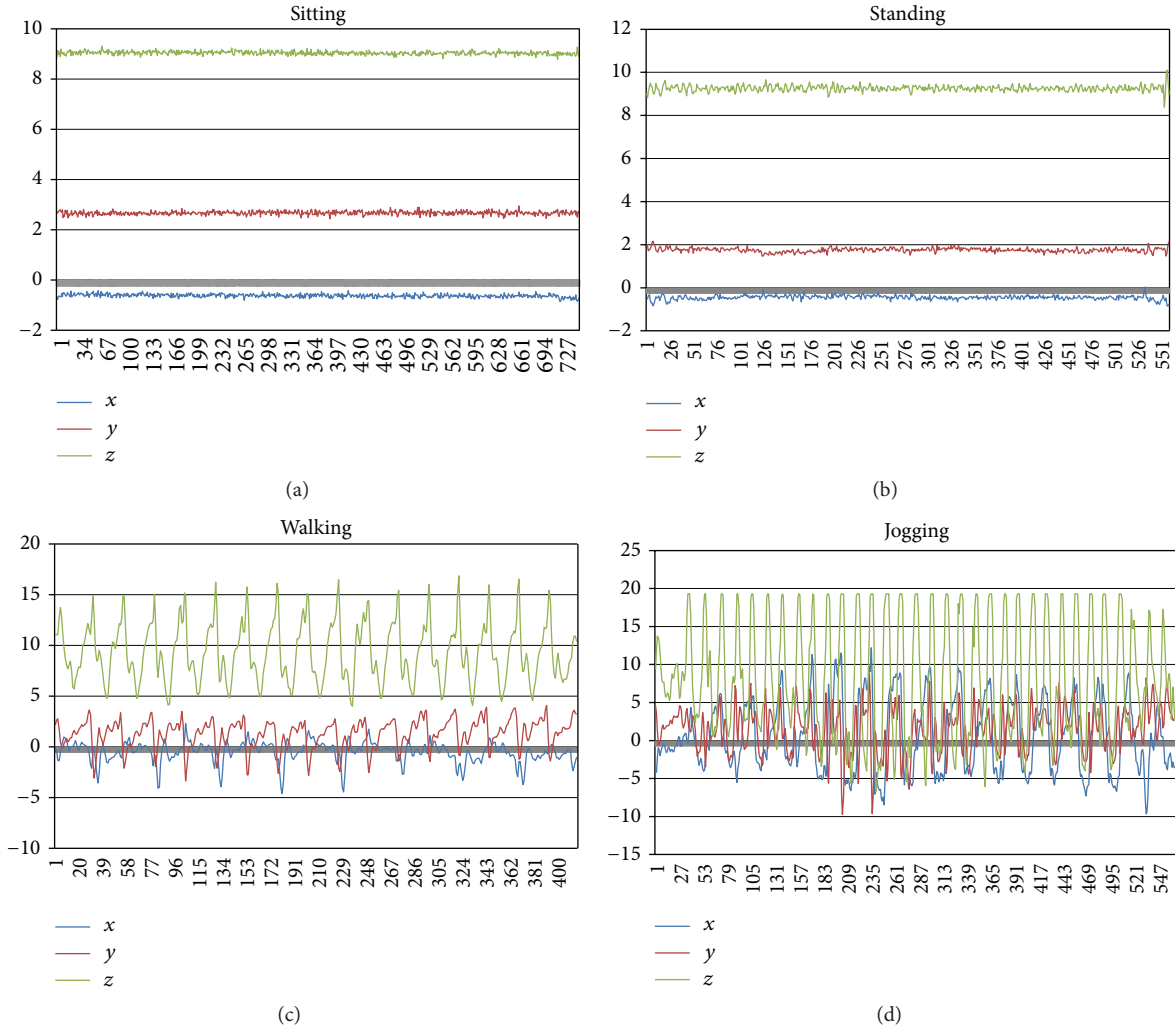 Sitting
10
8
6
4
2
0
−2
1 34 67 100 133 166 199 232 265 298 331 364 397 430 463 496 529 562 595 628 661 694 727
x
y
z
(a)
Standing
12
10
8
6
4
2
0
−2
1 26 51 76 101 126 151 176 201 226 251 276 301 326 351 376 401 426 451 476 501 526 551
x
y
z
(b)
Walking
20
15
10
5
0
−5
−10
1 20 39 58 77 96 115 134 153 172 191 210 229 248 267 286 305 324 343 362 381 400
x
y
z
(c)
Jogging
25
20
15
10
5
0
−5
−10
−15
1 27 53 79 105 131 157 183 209 235 261 287 313 339 365 391 417 443 469 495 521 547
x
y
z
(d)